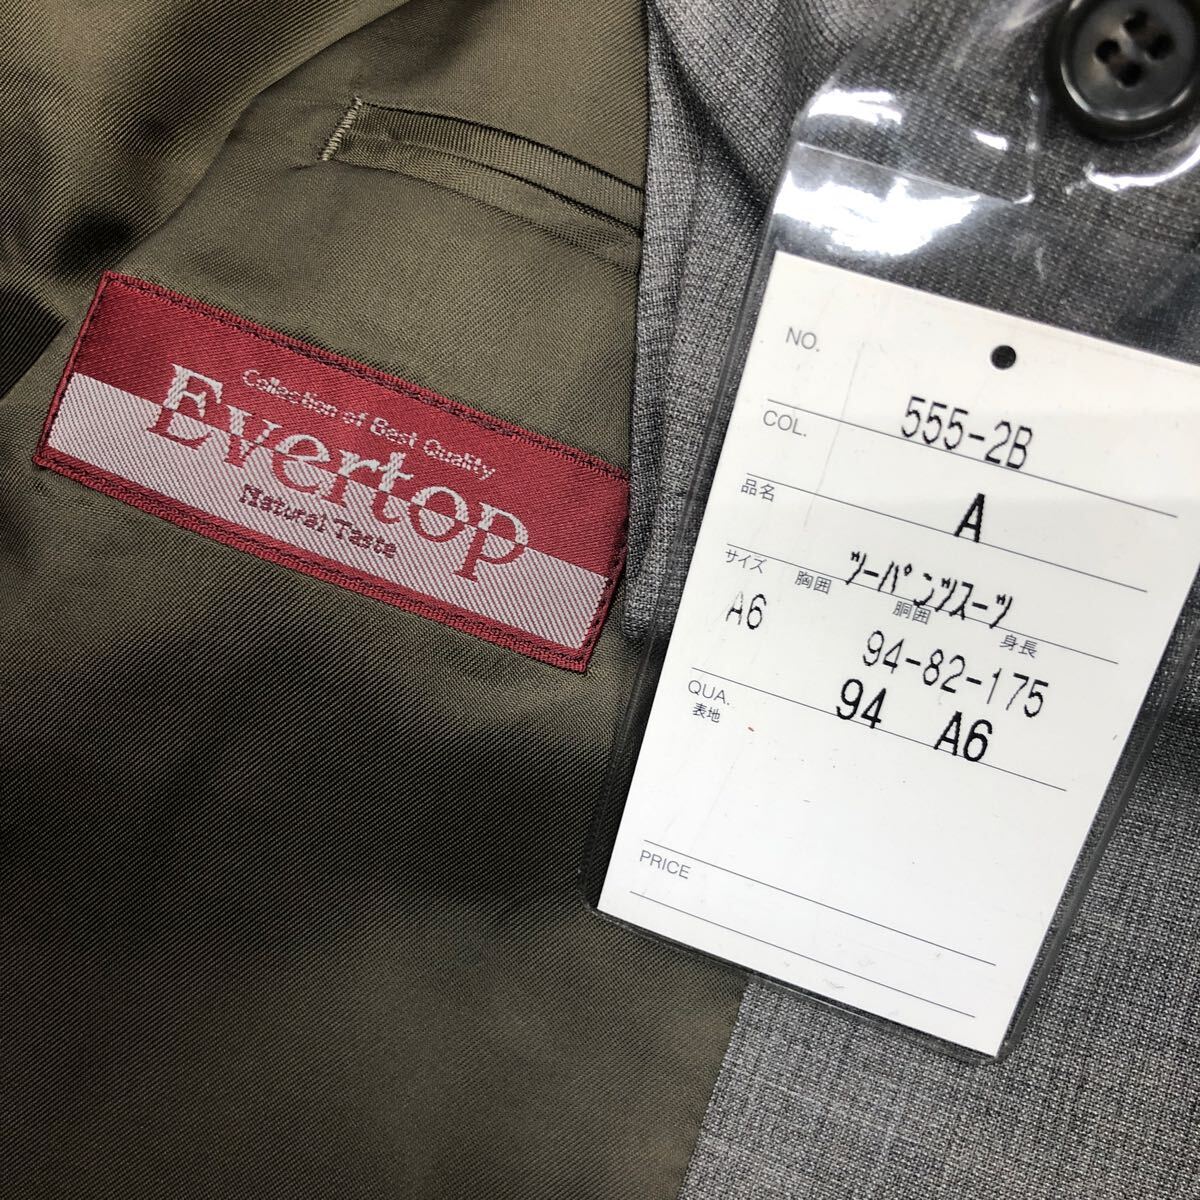 Collection of Best Quality
Evertop
Natural Taste
NO.
555-2B
COL.
A
品名
ツーパンツスーツ
サイズ 胸囲 胴囲 身長
A6 94-82-175
94 A6
QUA.
表地
PRICE